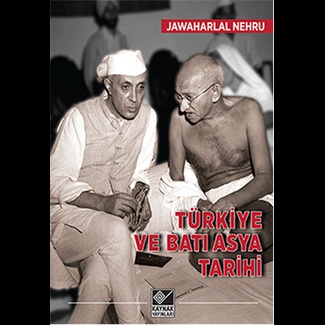 JAWAHARLAL NEHRU
TÜRKİYE
VE BATI ASYA
TARİHİ
KAYNAK
YAYINLARI